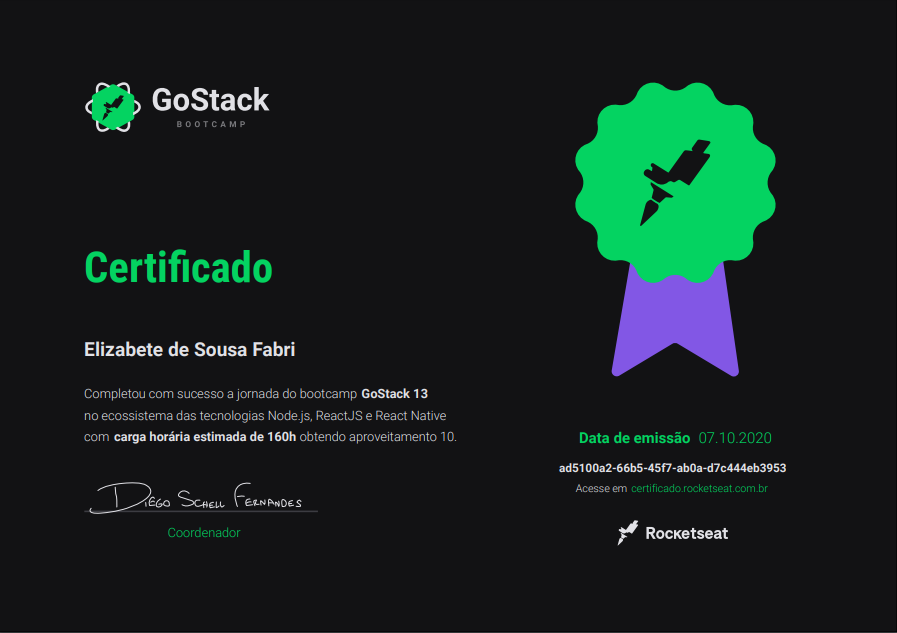 GoStack
BOOTCAMP
Certificado
Elizabete de Sousa Fabri
Completou com sucesso a jornada do bootcamp GoStack 13
no ecossistema das tecnologias Node.js, ReactJS e React Native
com carga horária estimada de 160h obtendo aproveitamento 10.
Diego Schell Fernandes
Coordenador
Data de emissão 07.10.2020
ad5100a2-66b5-45f7-ab0a-d7c444eb3953
Acesse em certificado.rocketseat.com.br
Rocketseat